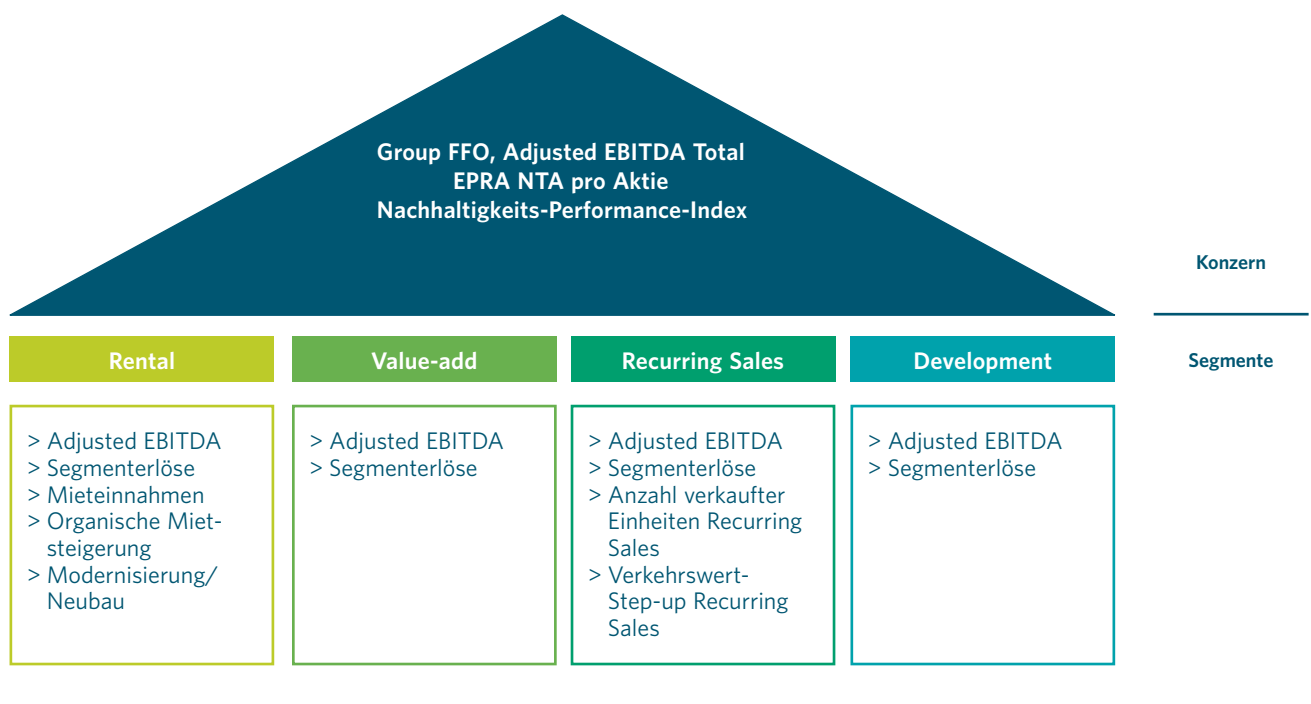 Group FFO, Adjusted EBITDA Total
EPRA NTA pro Aktie
Nachhaltigkeits-Performance-Index
Konzern
Rental
Value-add
Recurring Sales
Development
Segmente
> Adjusted EBITDA
> Segmenterlöse
> Mieteinnahmen
> Organische Miet-
steigerung
> Modernisierung/
Neubau
> Adjusted EBITDA
> Segmenterlöse
> Adjusted EBITDA
> Segmenterlöse
> Anzahl verkaufter
Einheiten Recurring
Sales
> Verkehrswert-
Step-up Recurring
Sales
> Adjusted EBITDA
> Segmenterlöse